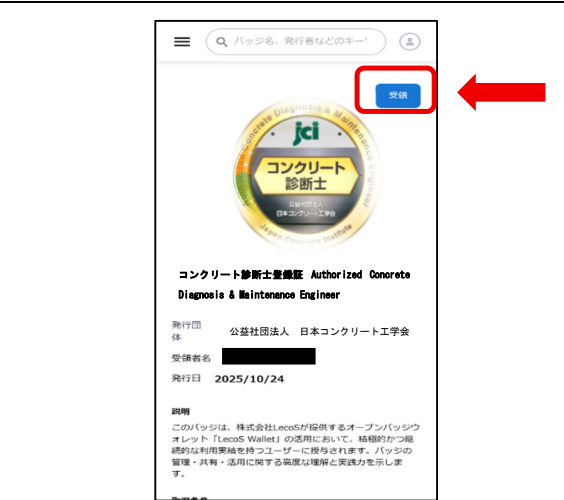 バッジ名、発行者などのキー
受領
Concrete Diagnosis & Maintenance Engineer
jci
コンクリート
診断士
公益社団法人
日本コンクリート工学会
Japan Concrete Institute
コンクリート診断士登録証 Authorized Concrete
Diagnosis & Maintenance Engineer
発行団
体
公益社団法人 日本コンクリート工学会
受領者名
発行日 2025/10/24
説明
このバッジは、株式会社LecoSが提供するオープンバッジウ
ォレット「LecoS Wallet」の活用において、積極的かつ継
続的な利用実績を持つユーザーに授与されます。バッジの
管理・共有・活用に関する高度な理解と実践力を示しま
す。